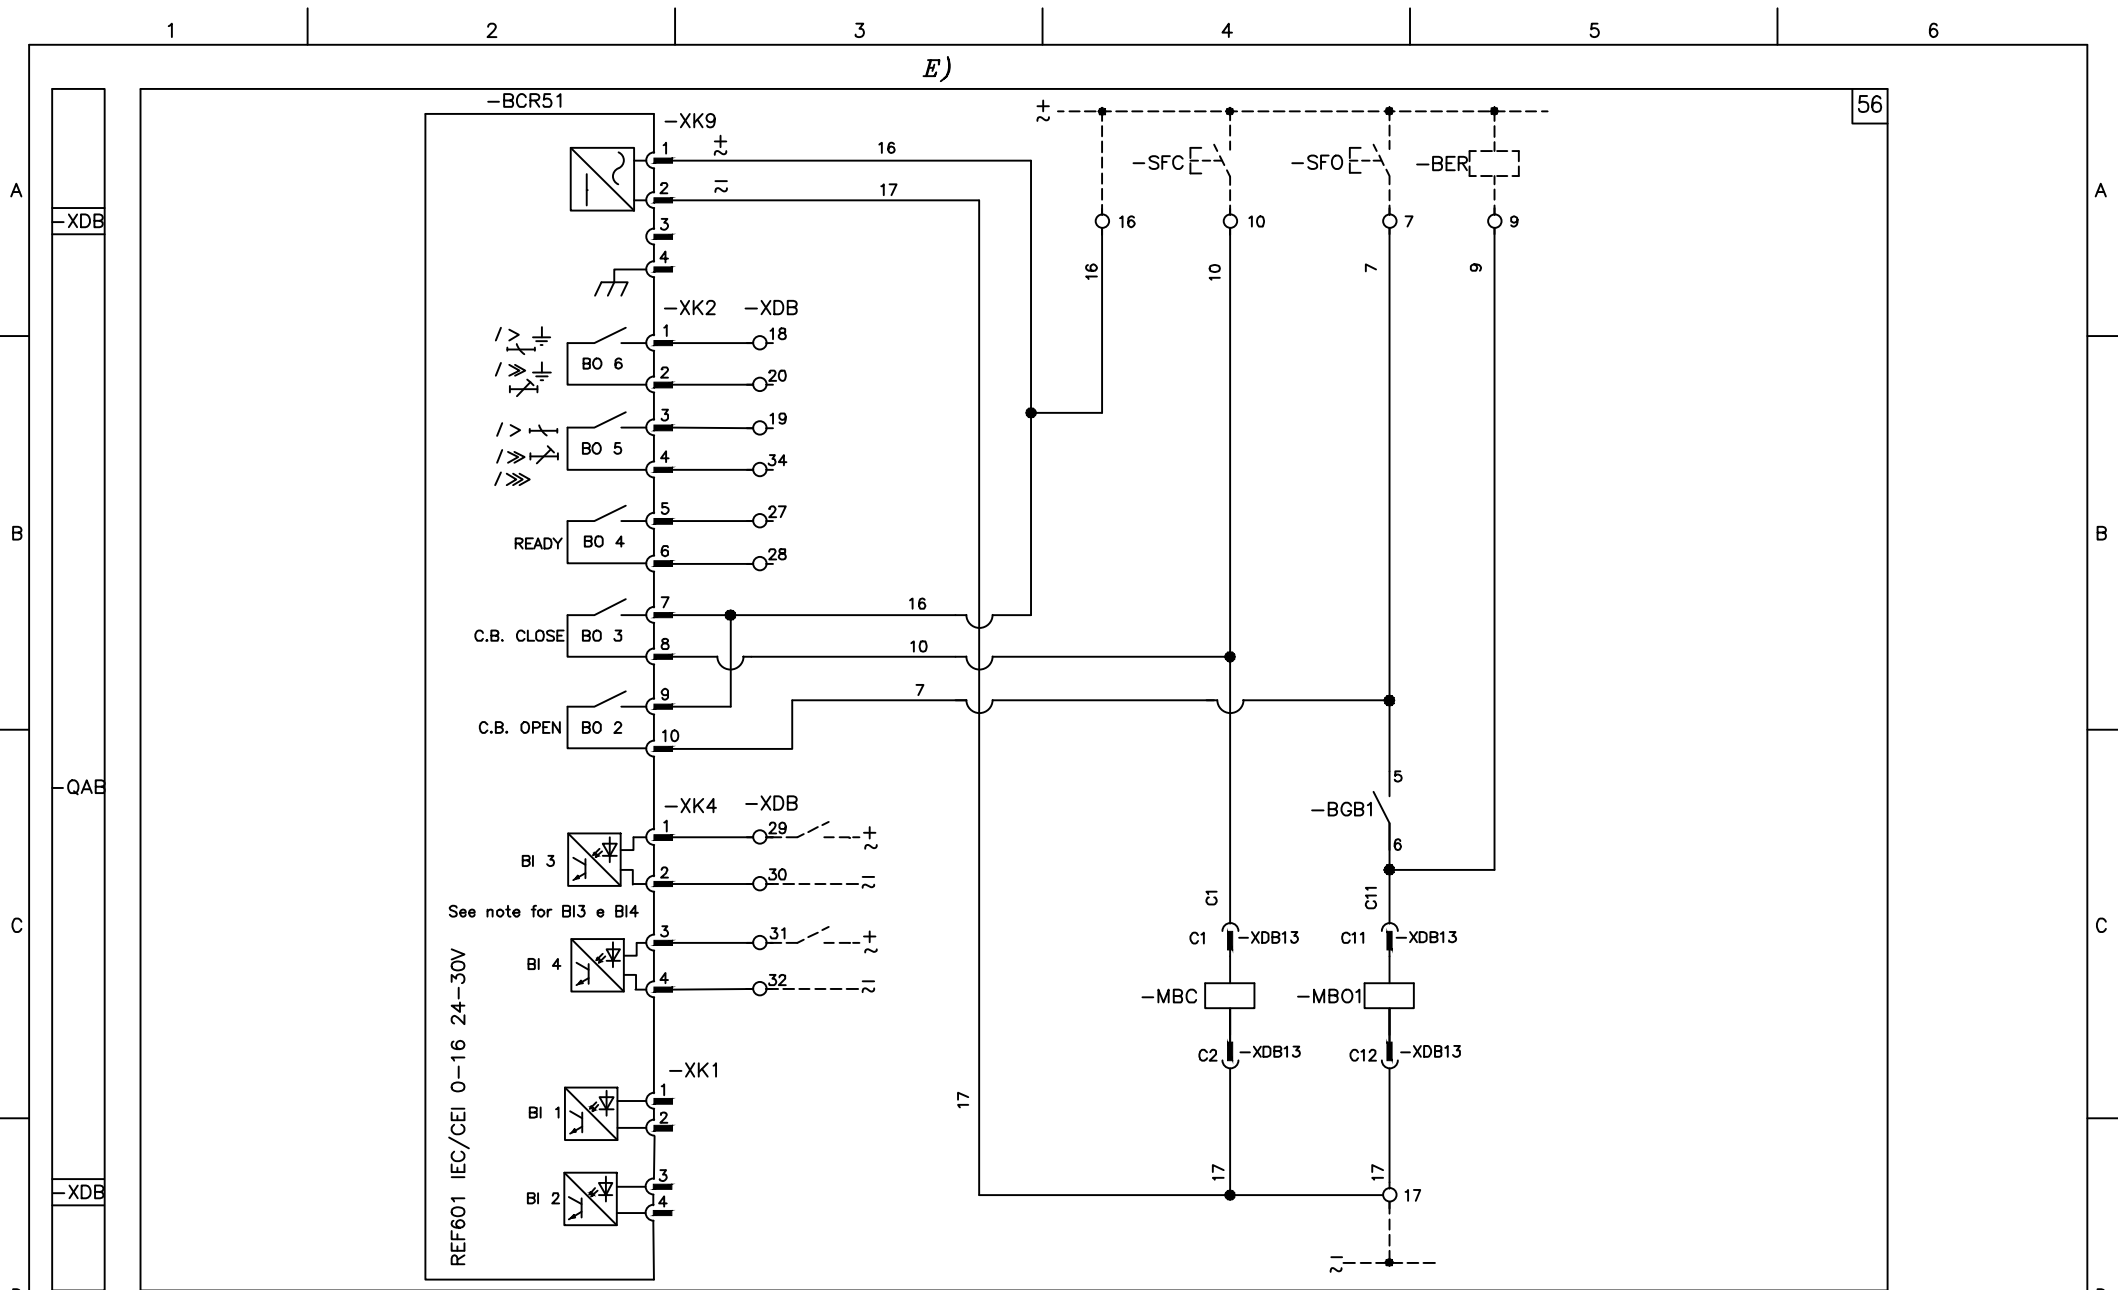 1 2 3 4 5 6
E)
56
-BCR51
-XK9
1 16
2 17
3
4
-SFC -SFO -BER
A A
-XDB
16 10 7 9
16 10 7 9
-XK2 -XDB
1 18
BO 6
2 20
3 19
BO 5
4 34
5 27
READY BO 4
6 28
B B
7 16
C.B. CLOSE BO 3
8 10
7
9
C.B. OPEN BO 2
10
-QAB
5
-BGB1
6
-XK4 -XDB
1 29
BI 3
2 30
See note for BI3 e BI4
3 31
BI 4
4 32
C C
C1 C11
C1 -XDB13 C11 -XDB13
-MBC -MBO1
C2 -XDB13 C12 -XDB13
REF601 IEC/CEI 0-16 24-30V
-XK1
1
BI 1
2
17
3
BI 2
4
-XDB
17 17
17